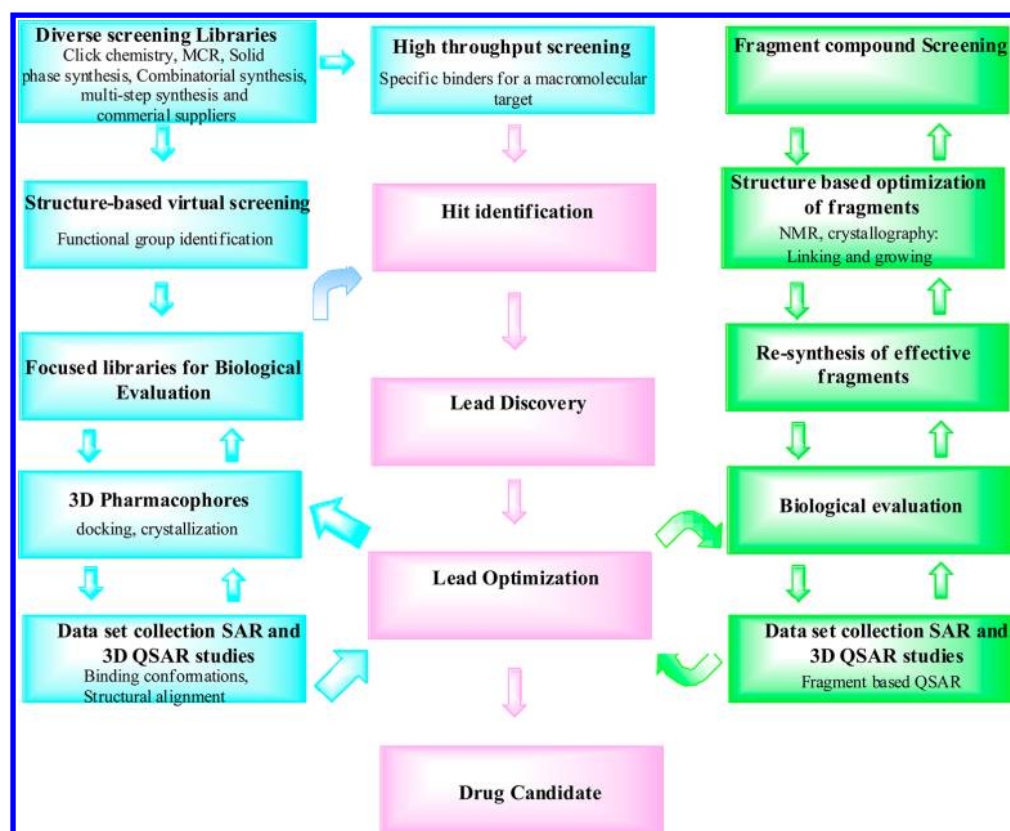 Diverse screening Libraries
Click chemistry, MCR, Solid
phase synthesis, Combinatorial synthesis,
multi-step synthesis and
commerial suppliers
High throughput screening
Specific binders for a macromolecular
target
Fragment compound Screening
Structure-based virtual screening
Functional group identification
Hit identification
Structure based optimization
of fragments
NMR, crystallography:
Linking and growing
Focused libraries for Biological
Evaluation
Lead Discovery
Re-synthesis of effective
fragments
3D Pharmacophores
docking, crystallization
Lead Optimization
Biological evaluation
Data set collection SAR and
3D QSAR studies
Binding conformations,
Structural alignment
Data set collection SAR and
3D QSAR studies
Fragment based QSAR
Drug Candidate